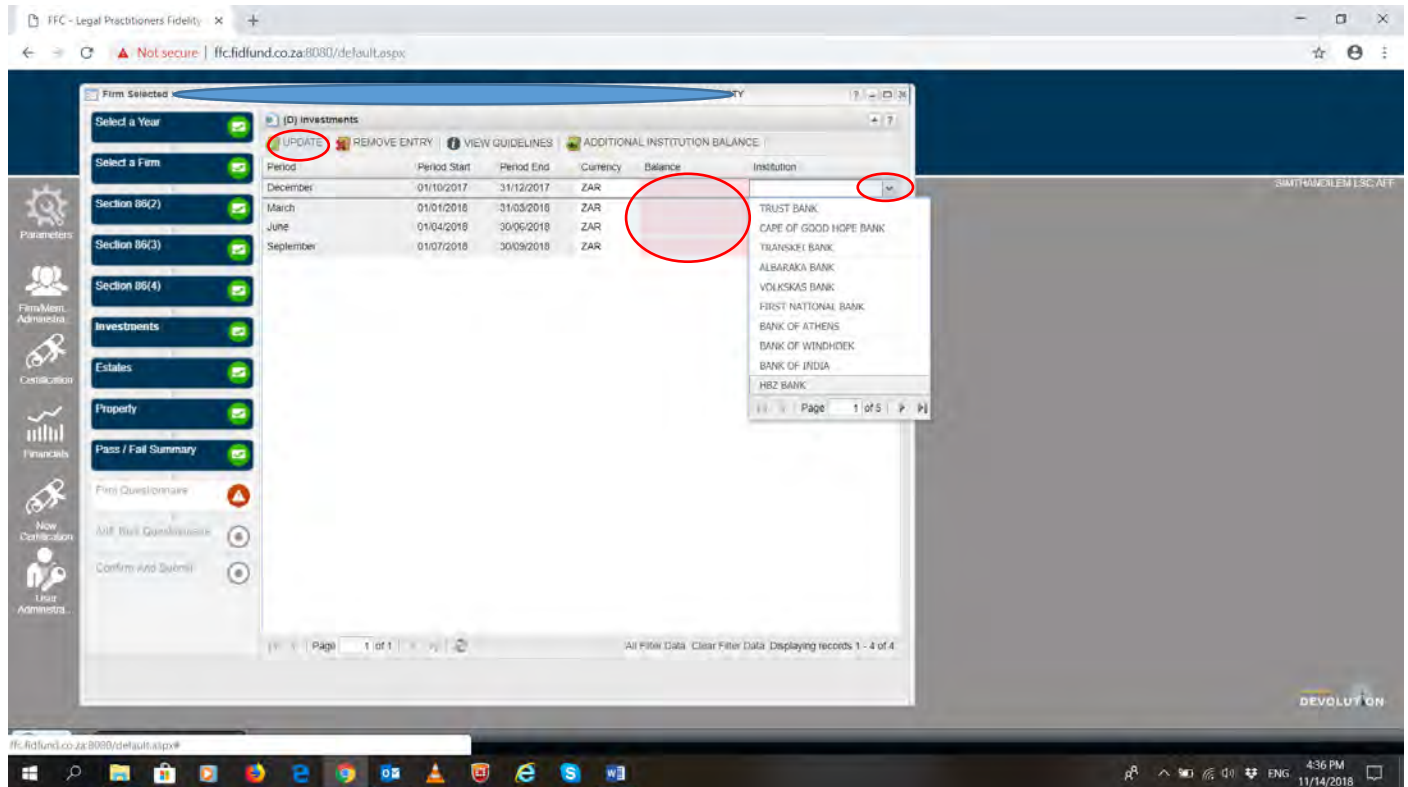 FFC - Legal Practitioners Fidelity
Not secure | ffc.fidfund.co.za:8080/default.aspx
Firm Selected
TY
Select a Year
Select a Firm
Section 86(2)
Section 86(3)
Section 86(4)
Investments
Estates
Property
Pass / Fail Summary
Firm Questionnaire
Confirm And Submit
(D) Investments
UPDATE REMOVE ENTRY VIEW GUIDELINES ADDITIONAL INSTITUTION BALANCE
Period Period Start Period End Currency Balance Institution
December 01/10/2017 31/12/2017 ZAR
March 01/01/2018 31/03/2018 ZAR
June 01/04/2018 30/06/2018 ZAR
September 01/07/2018 30/09/2018 ZAR
TRUST BANK
CAPE OF GOOD HOPE BANK
TRANSKEI BANK
ALBARAKA BANK
VOLKSKAS BANK
FIRST NATIONAL BANK
BANK OF ATHENS
BANK OF WINDHOEK
BANK OF INDIA
HBZ BANK
Page 1 of 5
Page 1 of 1
All Filter Data Clear Filter Data Displaying records 1 - 4 of 4
Parameters
Firm/Mem.
Administra...
Certification
Financials
New
Certification
User
Administra...
DEVOLUTION
ffc.fidfund.co.za:8080/default.aspx#
ENG
4:36 PM
11/14/2018